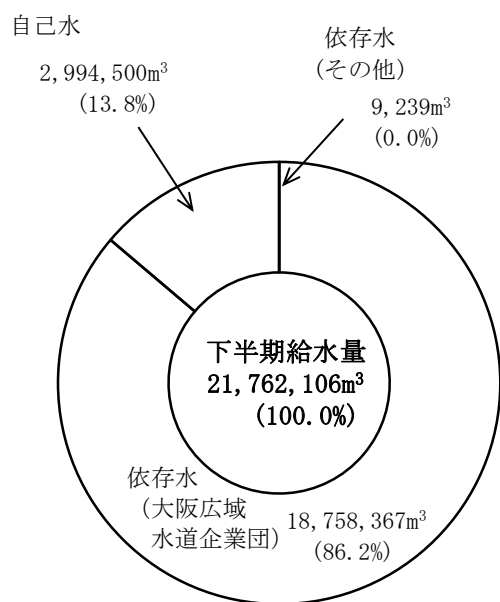 自己水
2,994,500m³
(13.8%)
依存水
(その他)
9,239m³
(0.0%)
下半期給水量
21,762,106m³
(100.0%)
依存水
(大阪広域
水道企業団)
18,758,367m³
(86.2%)